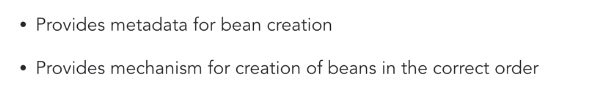 • Provides metadata for bean creation
• Provides mechanism for creation of beans in the correct order